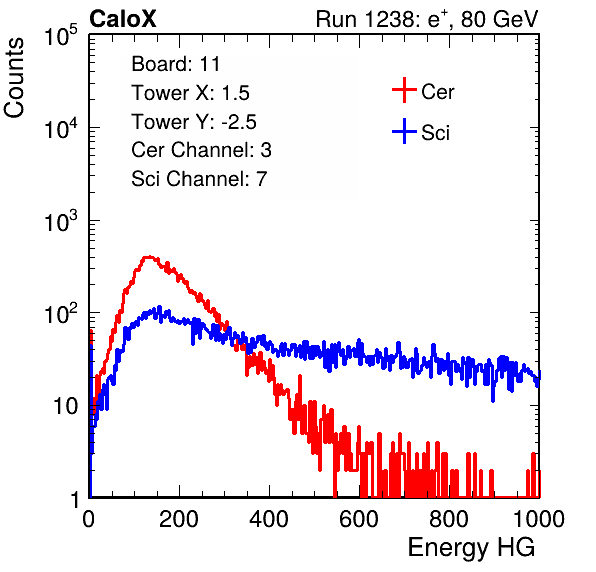 CaloX Run 1238: e⁺, 80 GeV
Counts
10⁵
10⁴
10³
10²
10
1
Board: 11
Tower X: 1.5
Tower Y: -2.5
Cer Channel: 3
Sci Channel: 7
Cer
Sci
0 200 400 600 800 1000
Energy HG